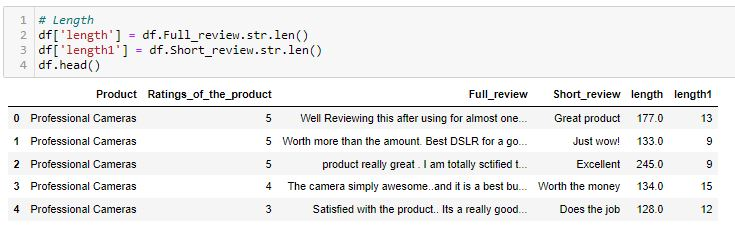 1 # Length
2 df['length'] = df.Full_review.str.len()
3 df['length1'] = df.Short_review.str.len()
4 df.head()
Product Ratings_of_the_product Full_review Short_review length length1
0 Professional Cameras 5 Well Reviewing this after using for almost one... Great product 177.0 13
1 Professional Cameras 5 Worth more than the amount. Best DSLR for a go... Just wow! 133.0 9
2 Professional Cameras 5 product really great . I am totally sctified t... Excellent 245.0 9
3 Professional Cameras 4 The camera simply awesome..and it is a best bu... Worth the money 134.0 15
4 Professional Cameras 3 Satisfied with the product.. Its a really good... Does the job 128.0 12